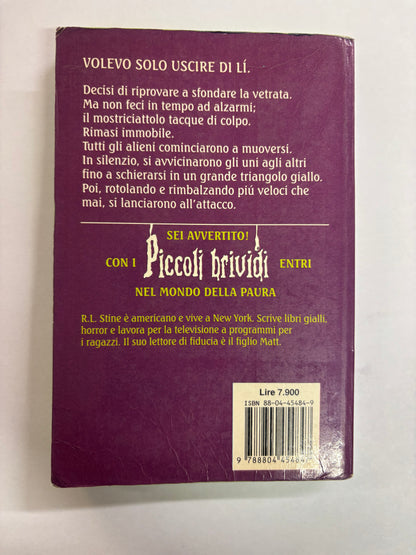 VOLEVO SOLO USCIRE DI LÍ.
Decisi di riprovare a sfondare la vetrata.
Ma non feci in tempo ad alzarmi;
il mostriciattolo tacque di colpo.
Rimasi immobile.
Tutti gli alieni cominciarono a muoversi.
In silenzio, si avvicinarono gli uni agli altri
fino a schierarsi in un grande triangolo giallo.
Poi, rotolando e rimbalzando piú veloci che
mai, si lanciarono all'attacco.
SEI AVVERTITO!
CON I Piccoli brividi ENTRI
NEL MONDO DELLA PAURA
R.L. Stine è americano e vive a New York. Scrive libri gialli,
horror e lavora per la televisione a programmi per
i ragazzi. Il suo lettore di fiducia è il figlio Matt.
Lire 7.900
ISBN 88-04-45484-9
9 788804 45484